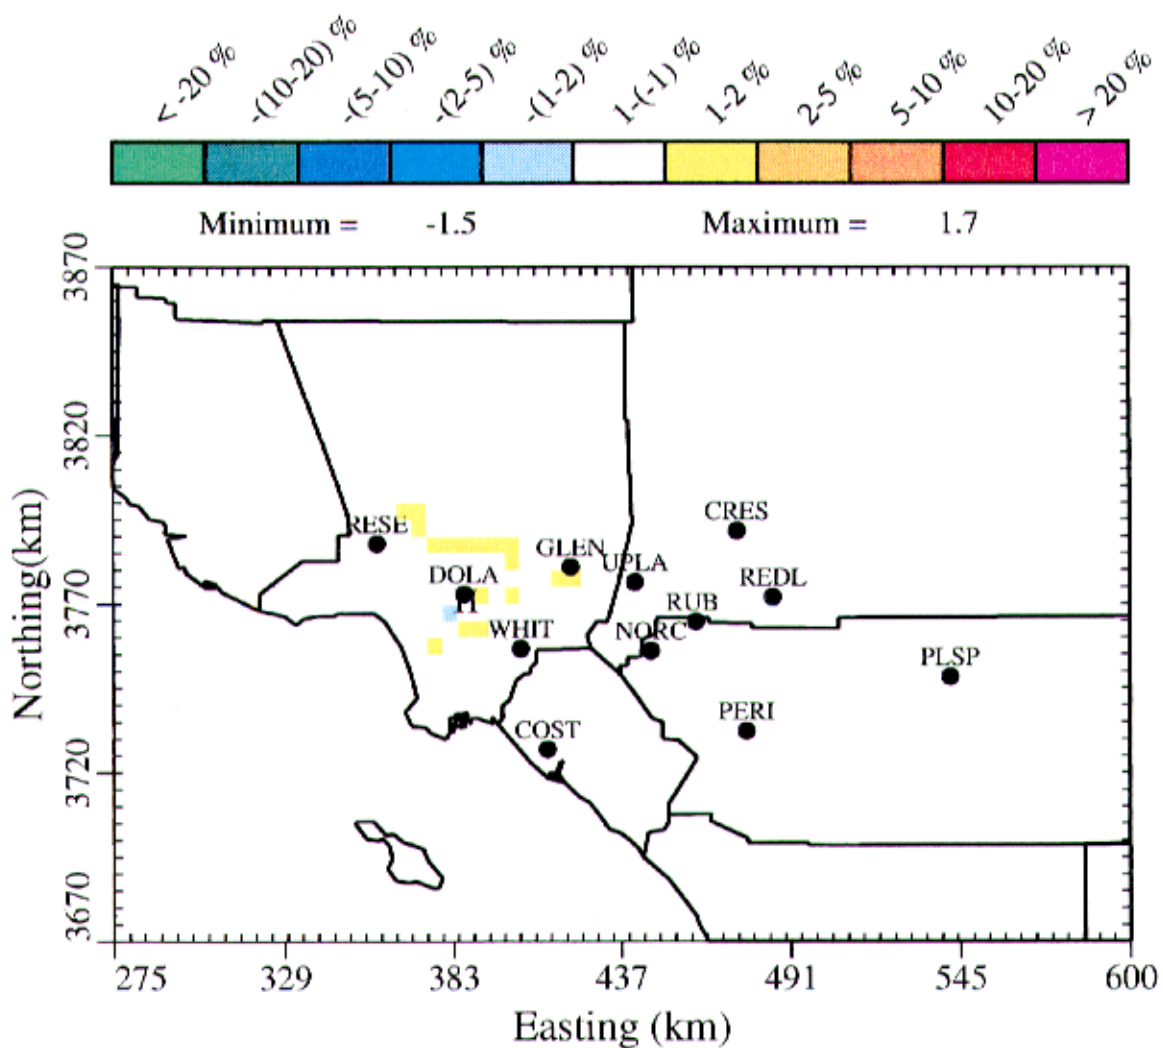 < -20 % -(10-20) % -(5-10) % -(2-5) % -(1-2) % 1-(-1) % 1-2 % 2-5 % 5-10 % 10-20 % > 20 %
Minimum = -1.5 Maximum = 1.7
3870
3820
3770
3720
3670
Northing(km)
CRES
RESE
GLEN
UPLA
DOLA
REDL
H
RUB
WHIT
NORC
PLSP
PERI
COST
275 329 383 437 491 545 600
Easting (km)